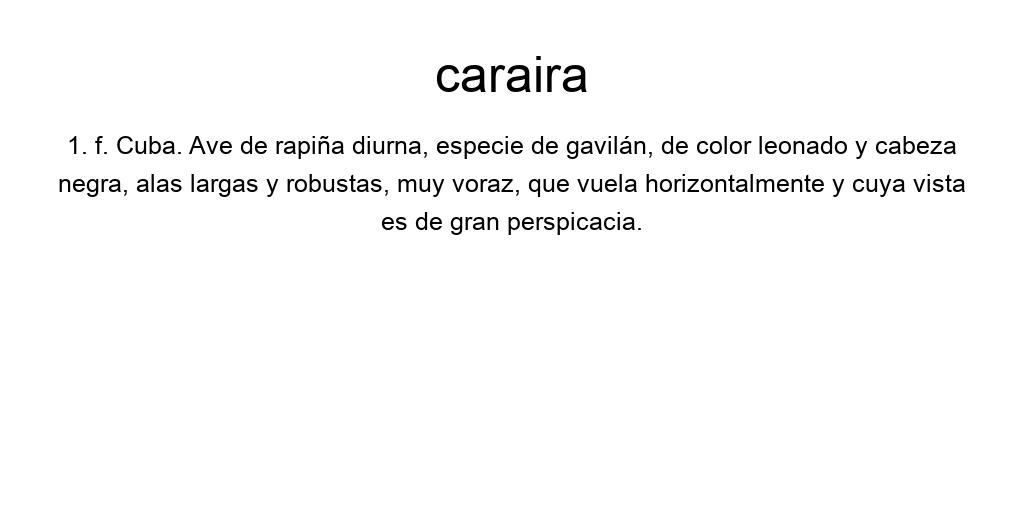 caraira
1. f. Cuba. Ave de rapiña diurna, especie de gavilán, de color leonado y cabeza
negra, alas largas y robustas, muy voraz, que vuela horizontalmente y cuya vista
es de gran perspicacia.